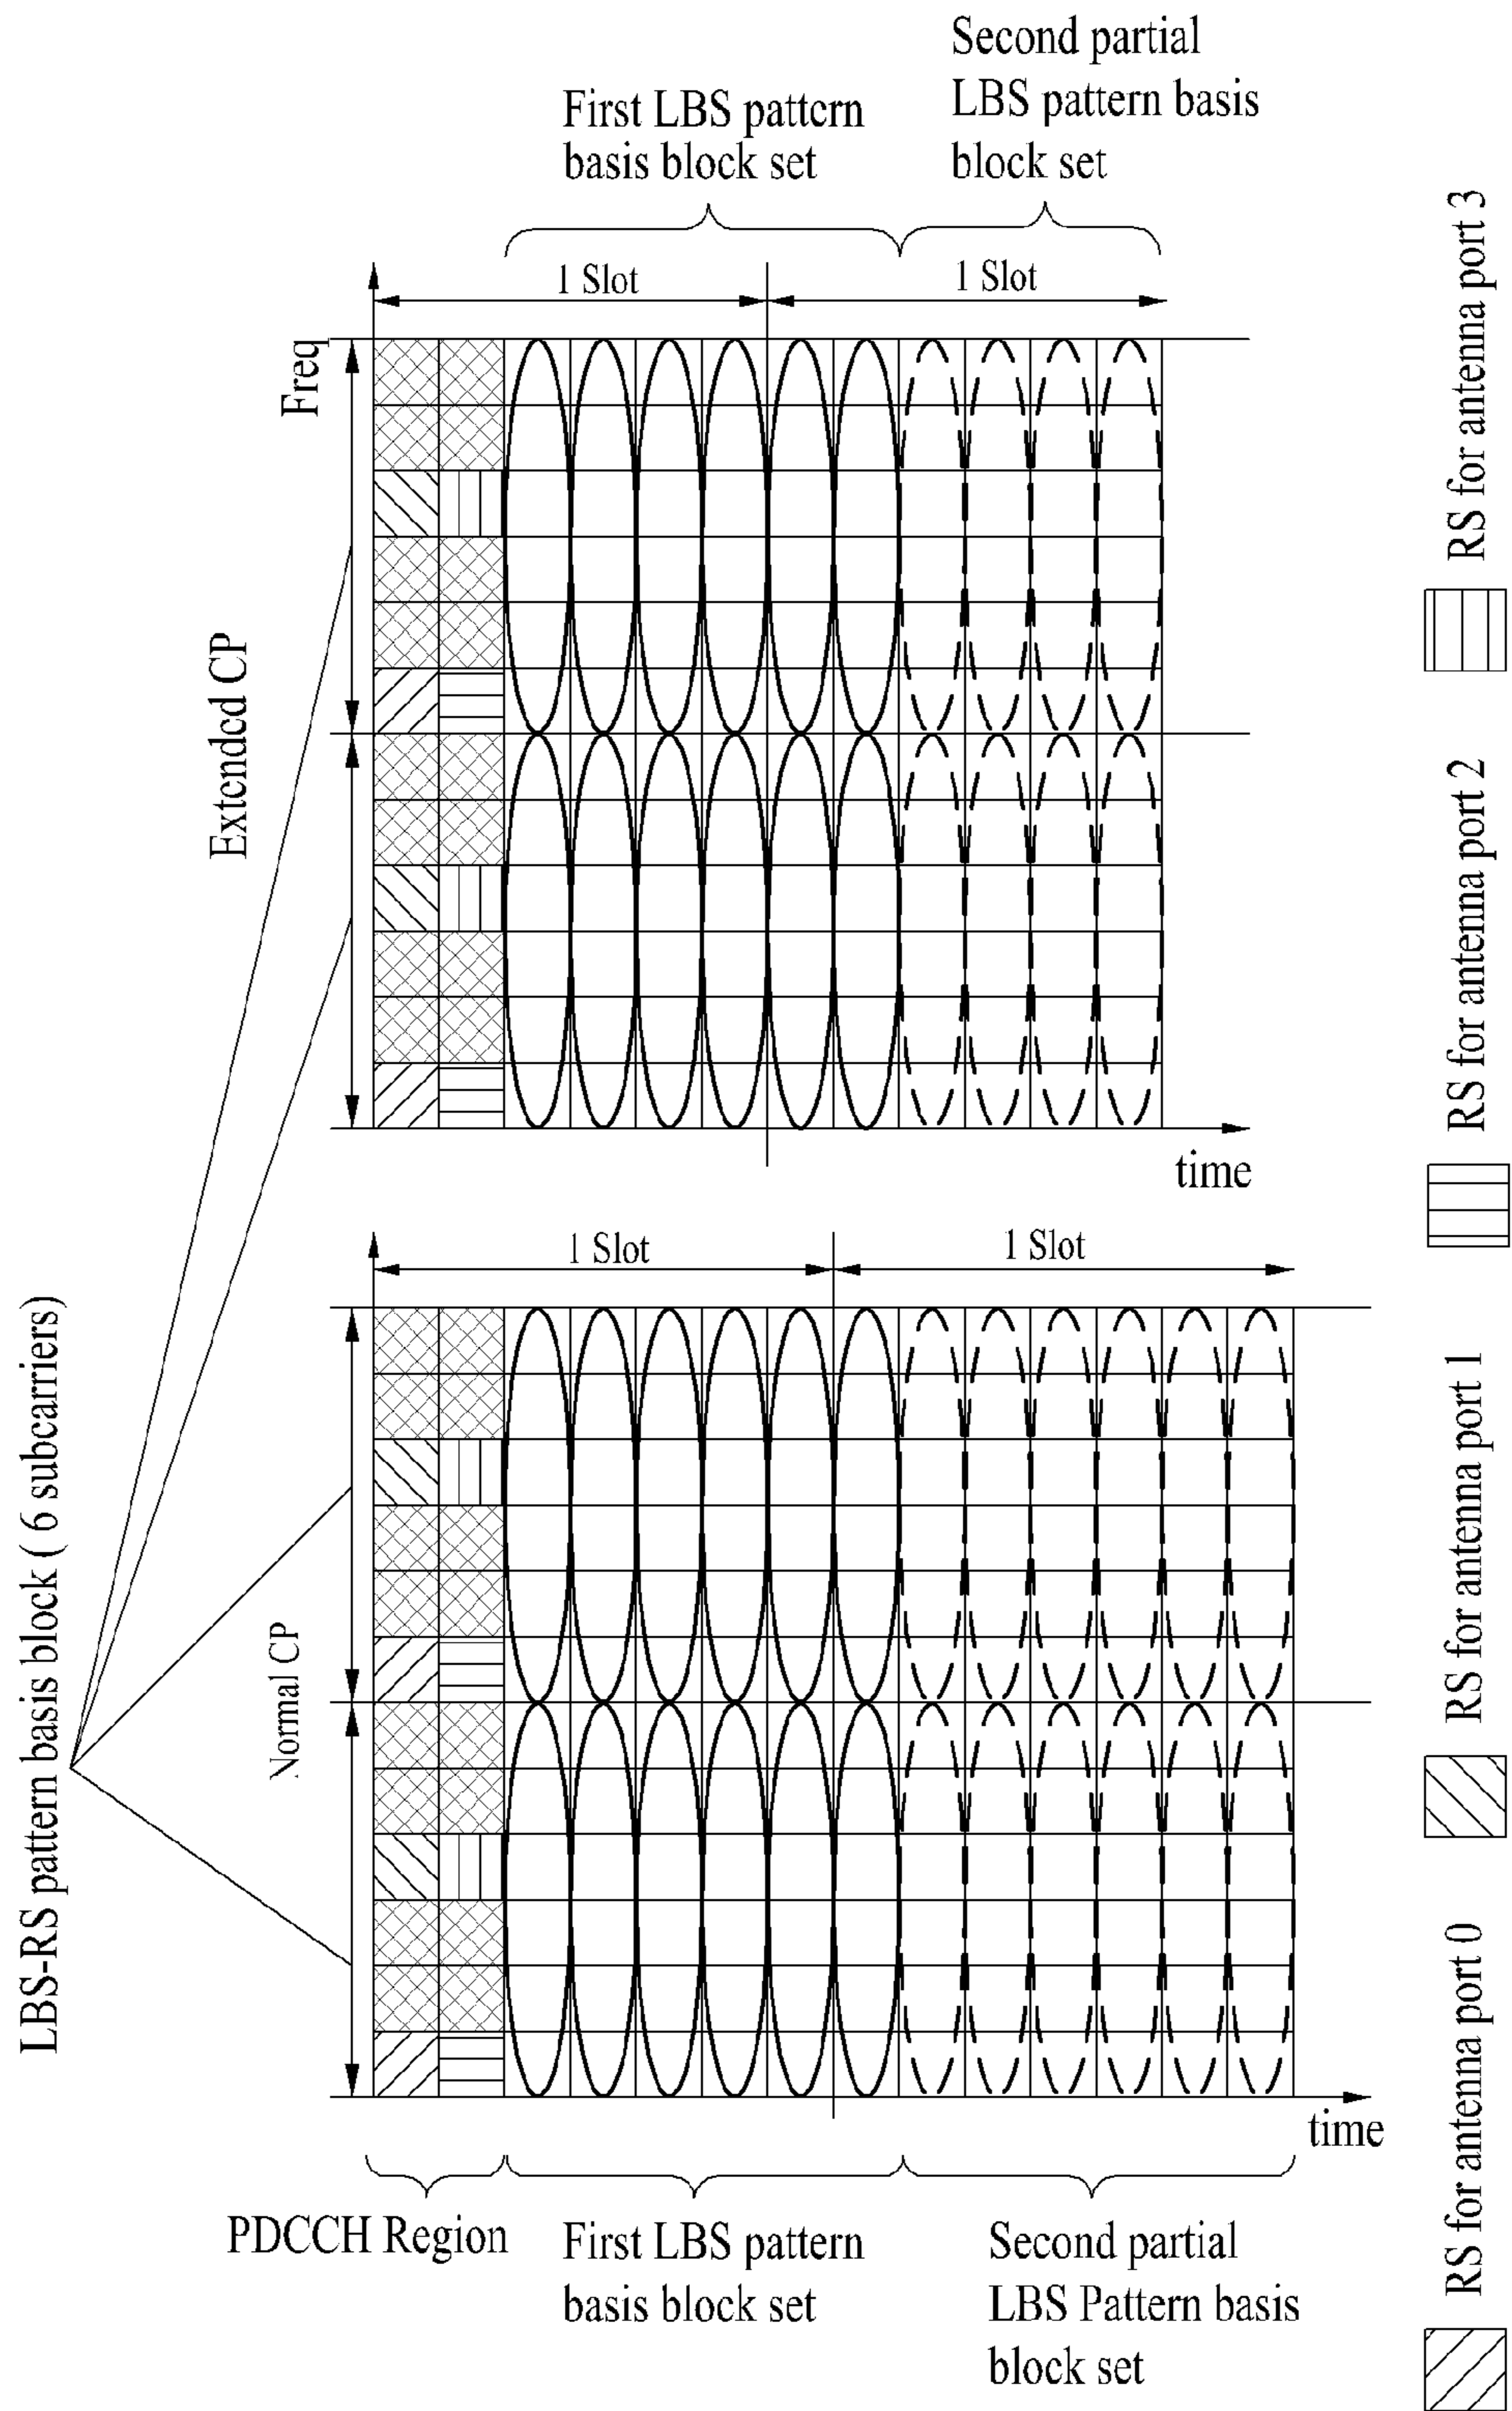 Second partial
LBS pattern basis
block set
First LBS pattern
basis block set
1 Slot
1 Slot
Freq
Extended CP
time
LBS-RS pattern basis block ( 6 subcarriers)
1 Slot
1 Slot
Normal CP
time
PDCCH Region
First LBS pattern
basis block set
Second partial
LBS Pattern basis
block set
RS for antenna port 0
RS for antenna port 1
RS for antenna port 2
RS for antenna port 3